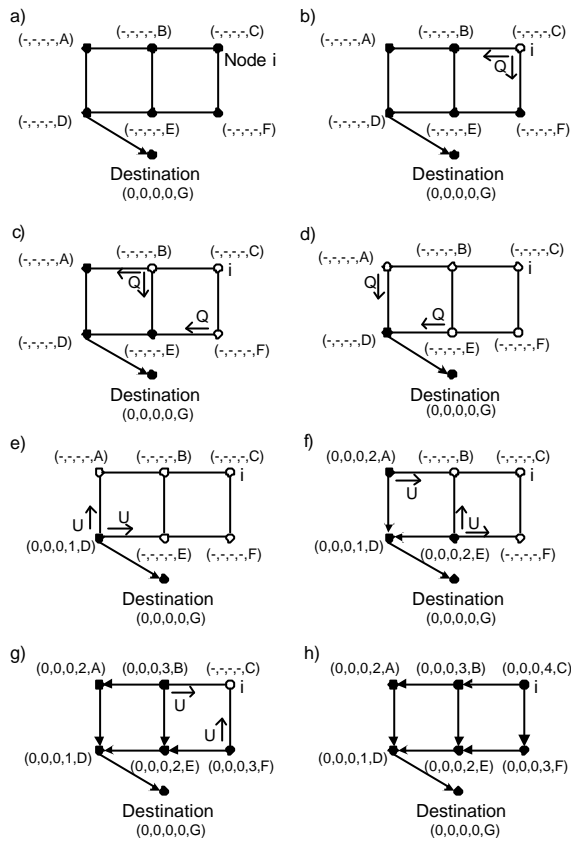 a)
(-,-,-,-,A) (-,-,-,-,B) (-,-,-,-,C)
Node i
(-,-,-,-,D) (-,-,-,-,E) (-,-,-,-,F)
Destination
(0,0,0,0,G)
b)
(-,-,-,-,A) (-,-,-,-,B) (-,-,-,-,C)
i
Q
(-,-,-,-,D) (-,-,-,-,E) (-,-,-,-,F)
Destination
(0,0,0,0,G)
c)
(-,-,-,-,A) (-,-,-,-,B) (-,-,-,-,C)
i
Q
Q
(-,-,-,-,D) (-,-,-,-,E) (-,-,-,-,F)
Destination
(0,0,0,0,G)
d)
(-,-,-,-,A) (-,-,-,-,B) (-,-,-,-,C)
i
Q
Q
(-,-,-,-,D) (-,-,-,-,E) (-,-,-,-,F)
Destination
(0,0,0,0,G)
e)
(-,-,-,-,A) (-,-,-,-,B) (-,-,-,-,C)
i
U U
(0,0,0,1,D) (-,-,-,-,E) (-,-,-,-,F)
Destination
(0,0,0,0,G)
f)
(0,0,0,2,A) (-,-,-,-,B) (-,-,-,-,C)
i
U
U
(0,0,0,1,D) (0,0,0,2,E) (-,-,-,-,F)
Destination
(0,0,0,0,G)
g)
(0,0,0,2,A) (0,0,0,3,B) (-,-,-,-,C)
i
U
U
(0,0,0,1,D) (0,0,0,2,E) (0,0,0,3,F)
Destination
(0,0,0,0,G)
h)
(0,0,0,2,A) (0,0,0,3,B) (0,0,0,4,C)
i
(0,0,0,1,D) (0,0,0,2,E) (0,0,0,3,F)
Destination
(0,0,0,0,G)